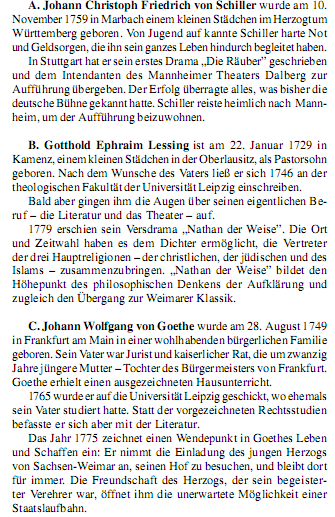 A. Johann Christoph Friedrich von Schiller wurde am 10.
November 1759 in Marbach einem kleinen Städchen im Herzogtum
Württemberg geboren. Von Jugend auf kannte Schiller harte Not
und Geldsorgen, die ihn sein ganzes Leben hindurch begleitet haben.
In Stuttgart hat er sein erstes Drama „Die Räuber” geschrieben
und dem Intendanten des Mannheimer Theaters Dalberg zur
Aufführung übergeben. Der Erfolg überragte alles, was bisher die
deutsche Bühne gekannt hatte. Schiller reiste heimlich nach Mann-
heim, um der Aufführung beizuwohnen.
B. Gotthold Ephraim Lessing ist am 22. Januar 1729 in
Kamenz, einem kleinen Städchen in der Oberlausitz, als Pastorsohn
geboren. Nach dem Wunsche des Vaters ließ er sich 1746 an der
theologischen Fakultät der Universität Leipzig einschreiben.
Bald aber gingen ihm die Augen über seinen eigentlichen Be-
ruf – die Literatur und das Theater – auf.
1779 erschien sein Versdrama „Nathan der Weise”. Die Ort
und Zeitwahl haben es dem Dichter ermöglicht, die Vertreter
der drei Hauptreligionen – der christlichen, der jüdischen und des
Islams – zusammenzubringen. „Nathan der Weise” bildet den
Höhepunkt des philosophischen Denkens der Aufklärung und
zugleich den Übergang zur Weimarer Klassik.
C. Johann Wolfgang von Goethe wurde am 28. August 1749
in Frankfurt am Main in einer wohlhabenden bürgerlichen Familie
geboren. Sein Vater war Jurist und kaiserlicher Rat, die um zwanzig
Jahre jüngere Mutter – Tochter des Bürgermeisters von Frankfurt.
Goethe erhielt einen ausgezeichneten Hausunterricht.
1765 wurde er auf die Universität Leipzig geschickt, wo ehemals
sein Vater studiert hatte. Statt der vorgezeichneten Rechtsstudien
befasste er sich aber mit der Literatur.
Das Jahr 1775 zeichnet einen Wendepunkt in Goethes Leben
und Schaffen ein: Er nimmt die Einladung des jungen Herzogs
von Sachsen-Weimar an, seinen Hof zu besuchen, und bleibt dort
für immer. Die Freundschaft des Herzogs, der sein begeister-
ter Verehrer war, öffnet ihm die unerwartete Möglichkeit einer
Staatslaufbahn.